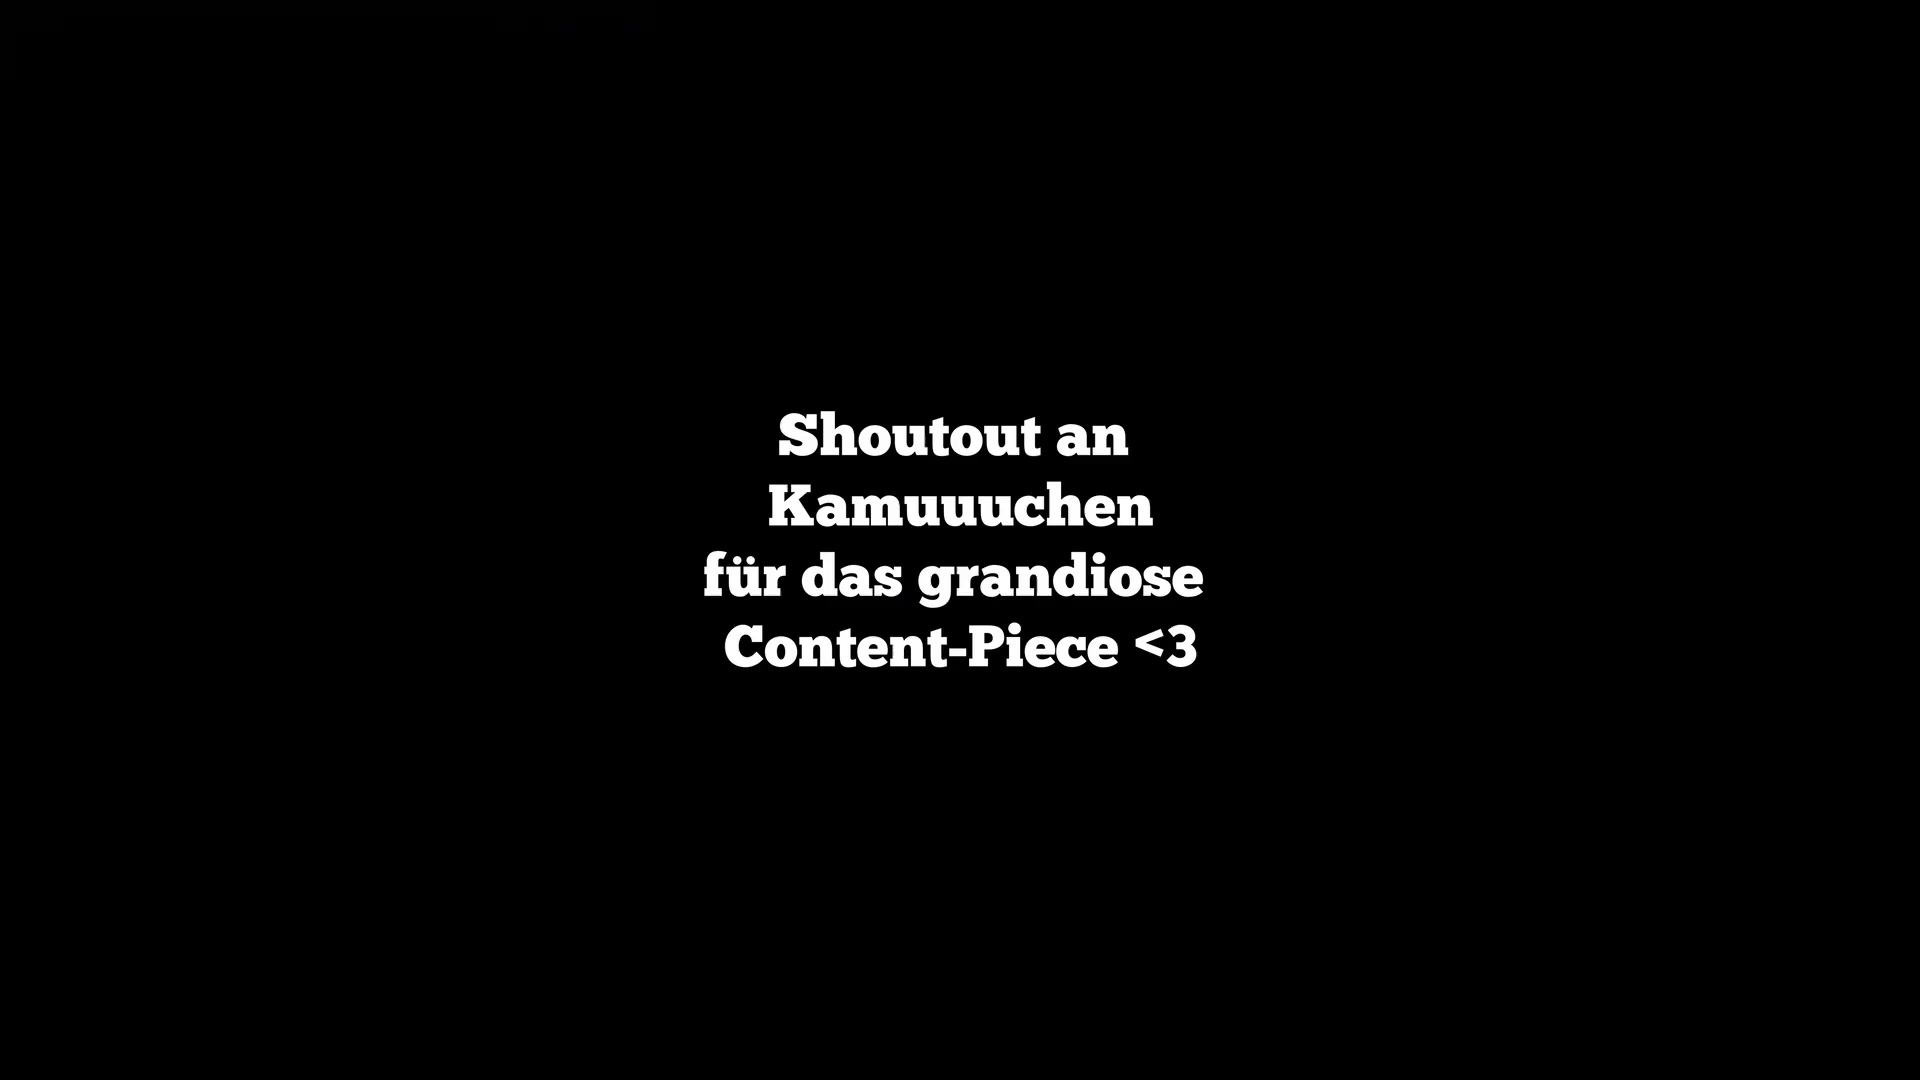 Shoutout an
Kamuuuchen
für das grandiose
Content-Piece <3